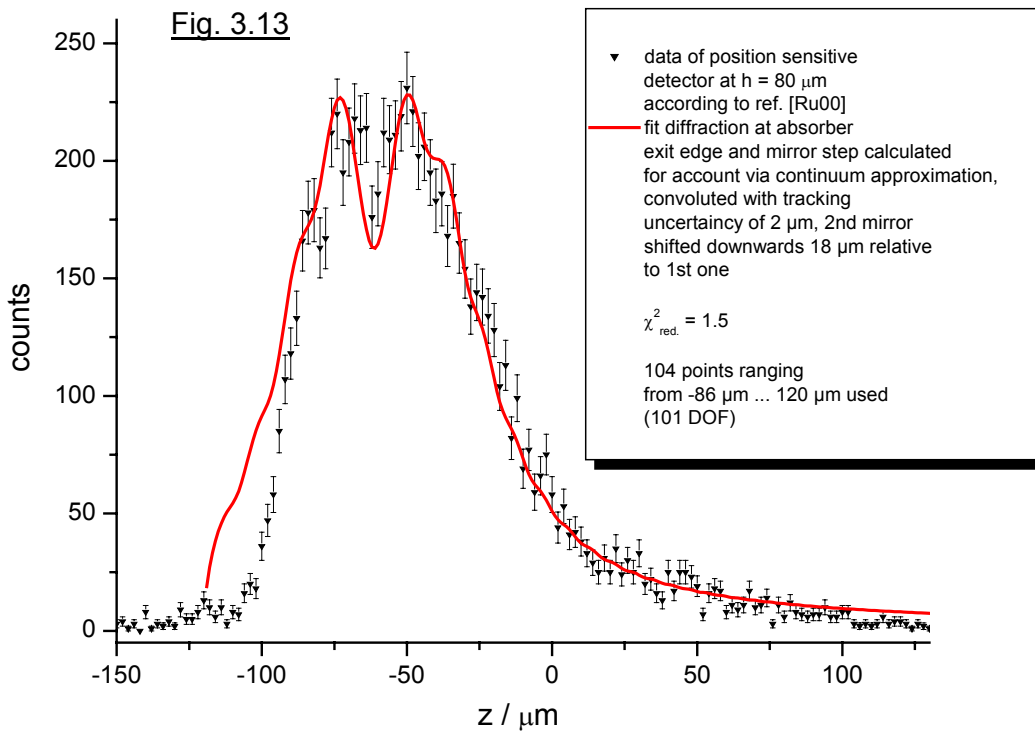 Fig. 3.13
250
200
150
100
50
0
counts
-150
-100
-50
0
50
100
z / μm
data of position sensitive
detector at h = 80 μm
according to ref. [Ru00]
fit diffraction at absorber
exit edge and mirror step calculated
for account via continuum approximation,
convoluted with tracking
uncertaincy of 2 μm, 2nd mirror
shifted downwards 18 μm relative
to 1st one
χ²red. = 1.5
104 points ranging
from -86 μm ... 120 μm used
(101 DOF)